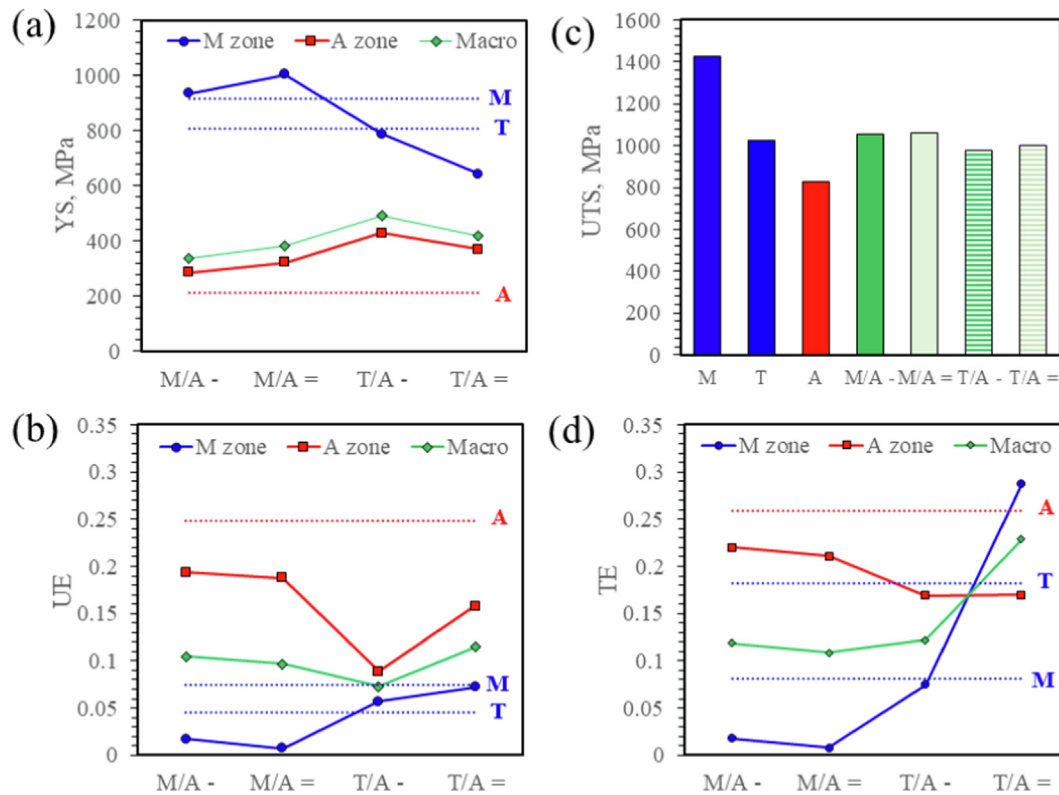 (a)
1200
1000
800
600
400
200
0
YS, MPa
M zone A zone Macro
M
T
A
M/A - M/A = T/A - T/A =
(c)
1600
1400
1200
1000
800
600
400
200
0
UTS, MPa
M T A M/A - M/A = T/A - T/A =
(b)
0.35
0.3
0.25
0.2
0.15
0.1
0.05
0
UE
M zone A zone Macro
A
M
T
M/A - M/A = T/A - T/A =
(d)
0.35
0.3
0.25
0.2
0.15
0.1
0.05
0
TE
M zone A zone Macro
A
T
M
M/A - M/A = T/A - T/A =